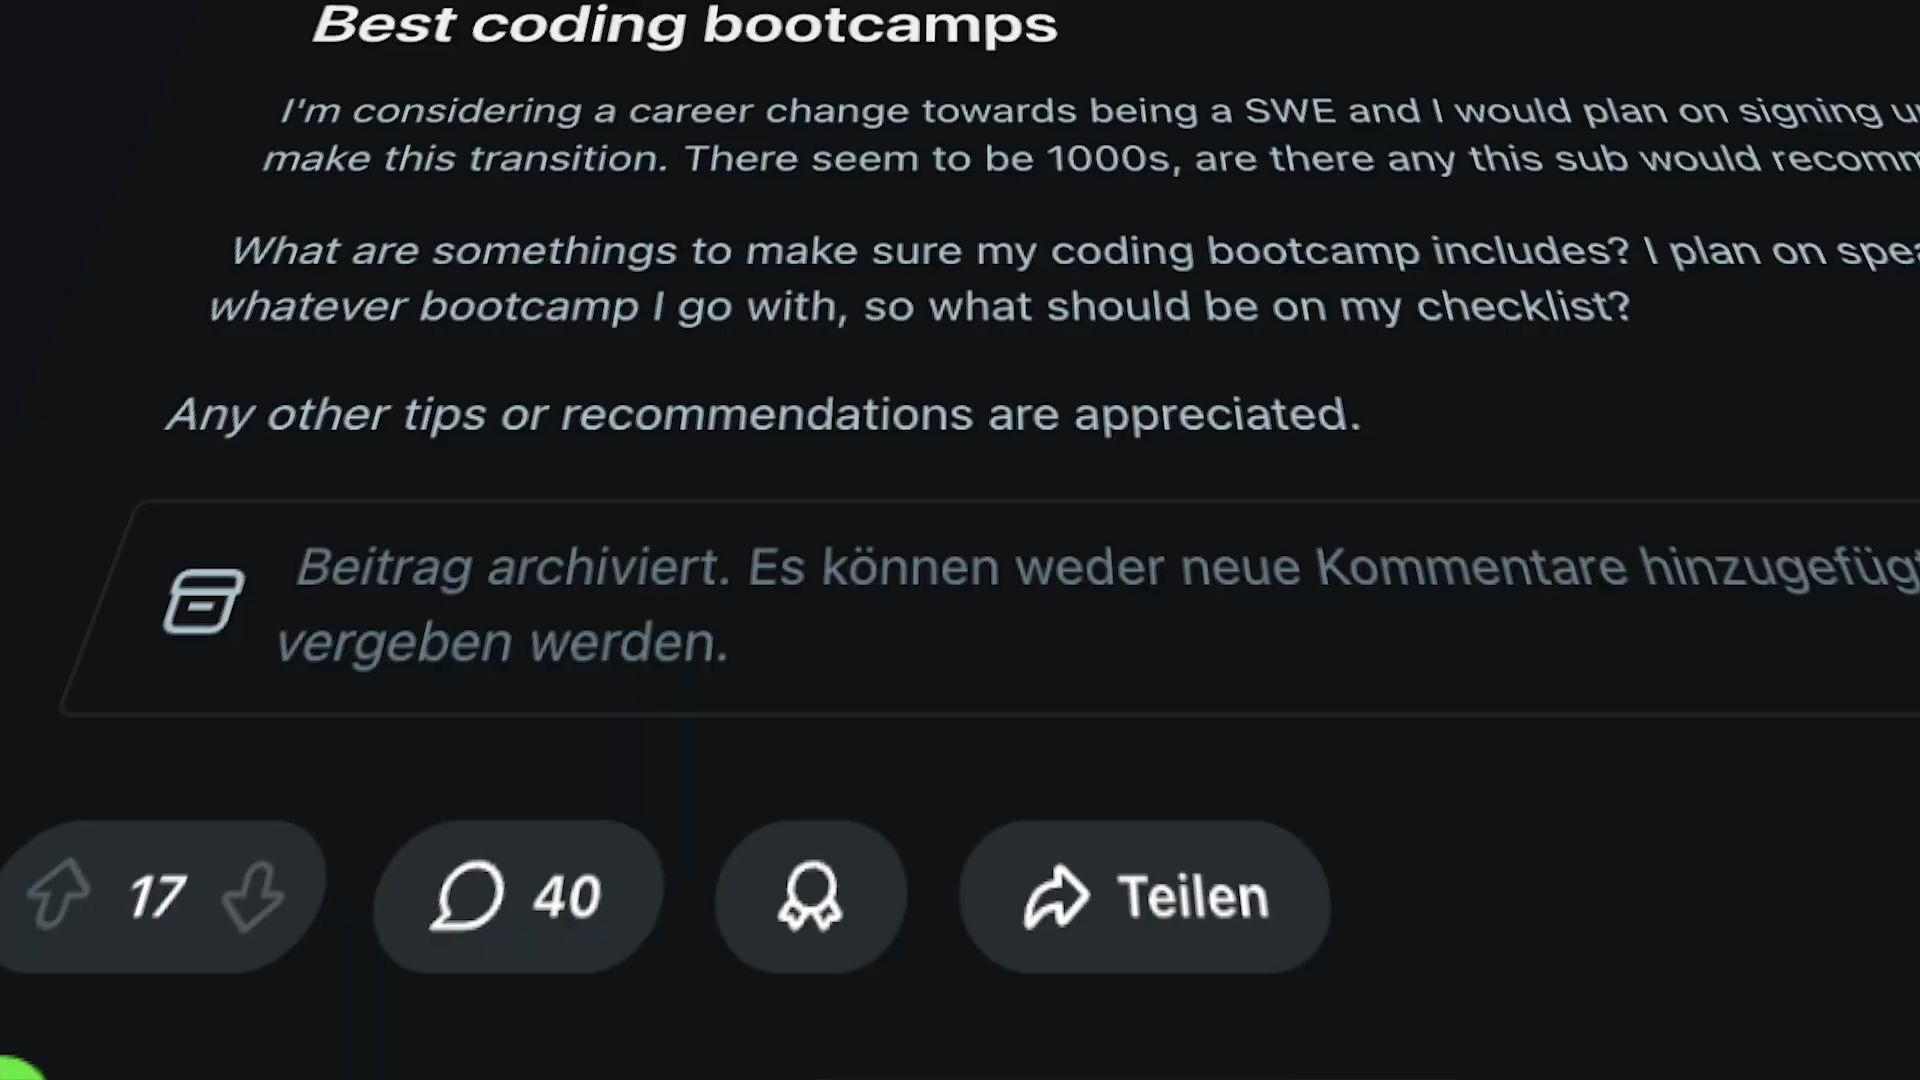 Best coding bootcamps
I'm considering a career change towards being a SWE and I would plan on signing
make this transition. There seem to be 1000s, are there any this sub would
What are somethings to make sure my coding bootcamp includes? I plan on
whatever bootcamp I go with, so what should be on my checklist?
Any other tips or recommendations are appreciated.
Beitrag archiviert. Es können weder neue Kommentare
vergeben werden.
17
40
Teilen